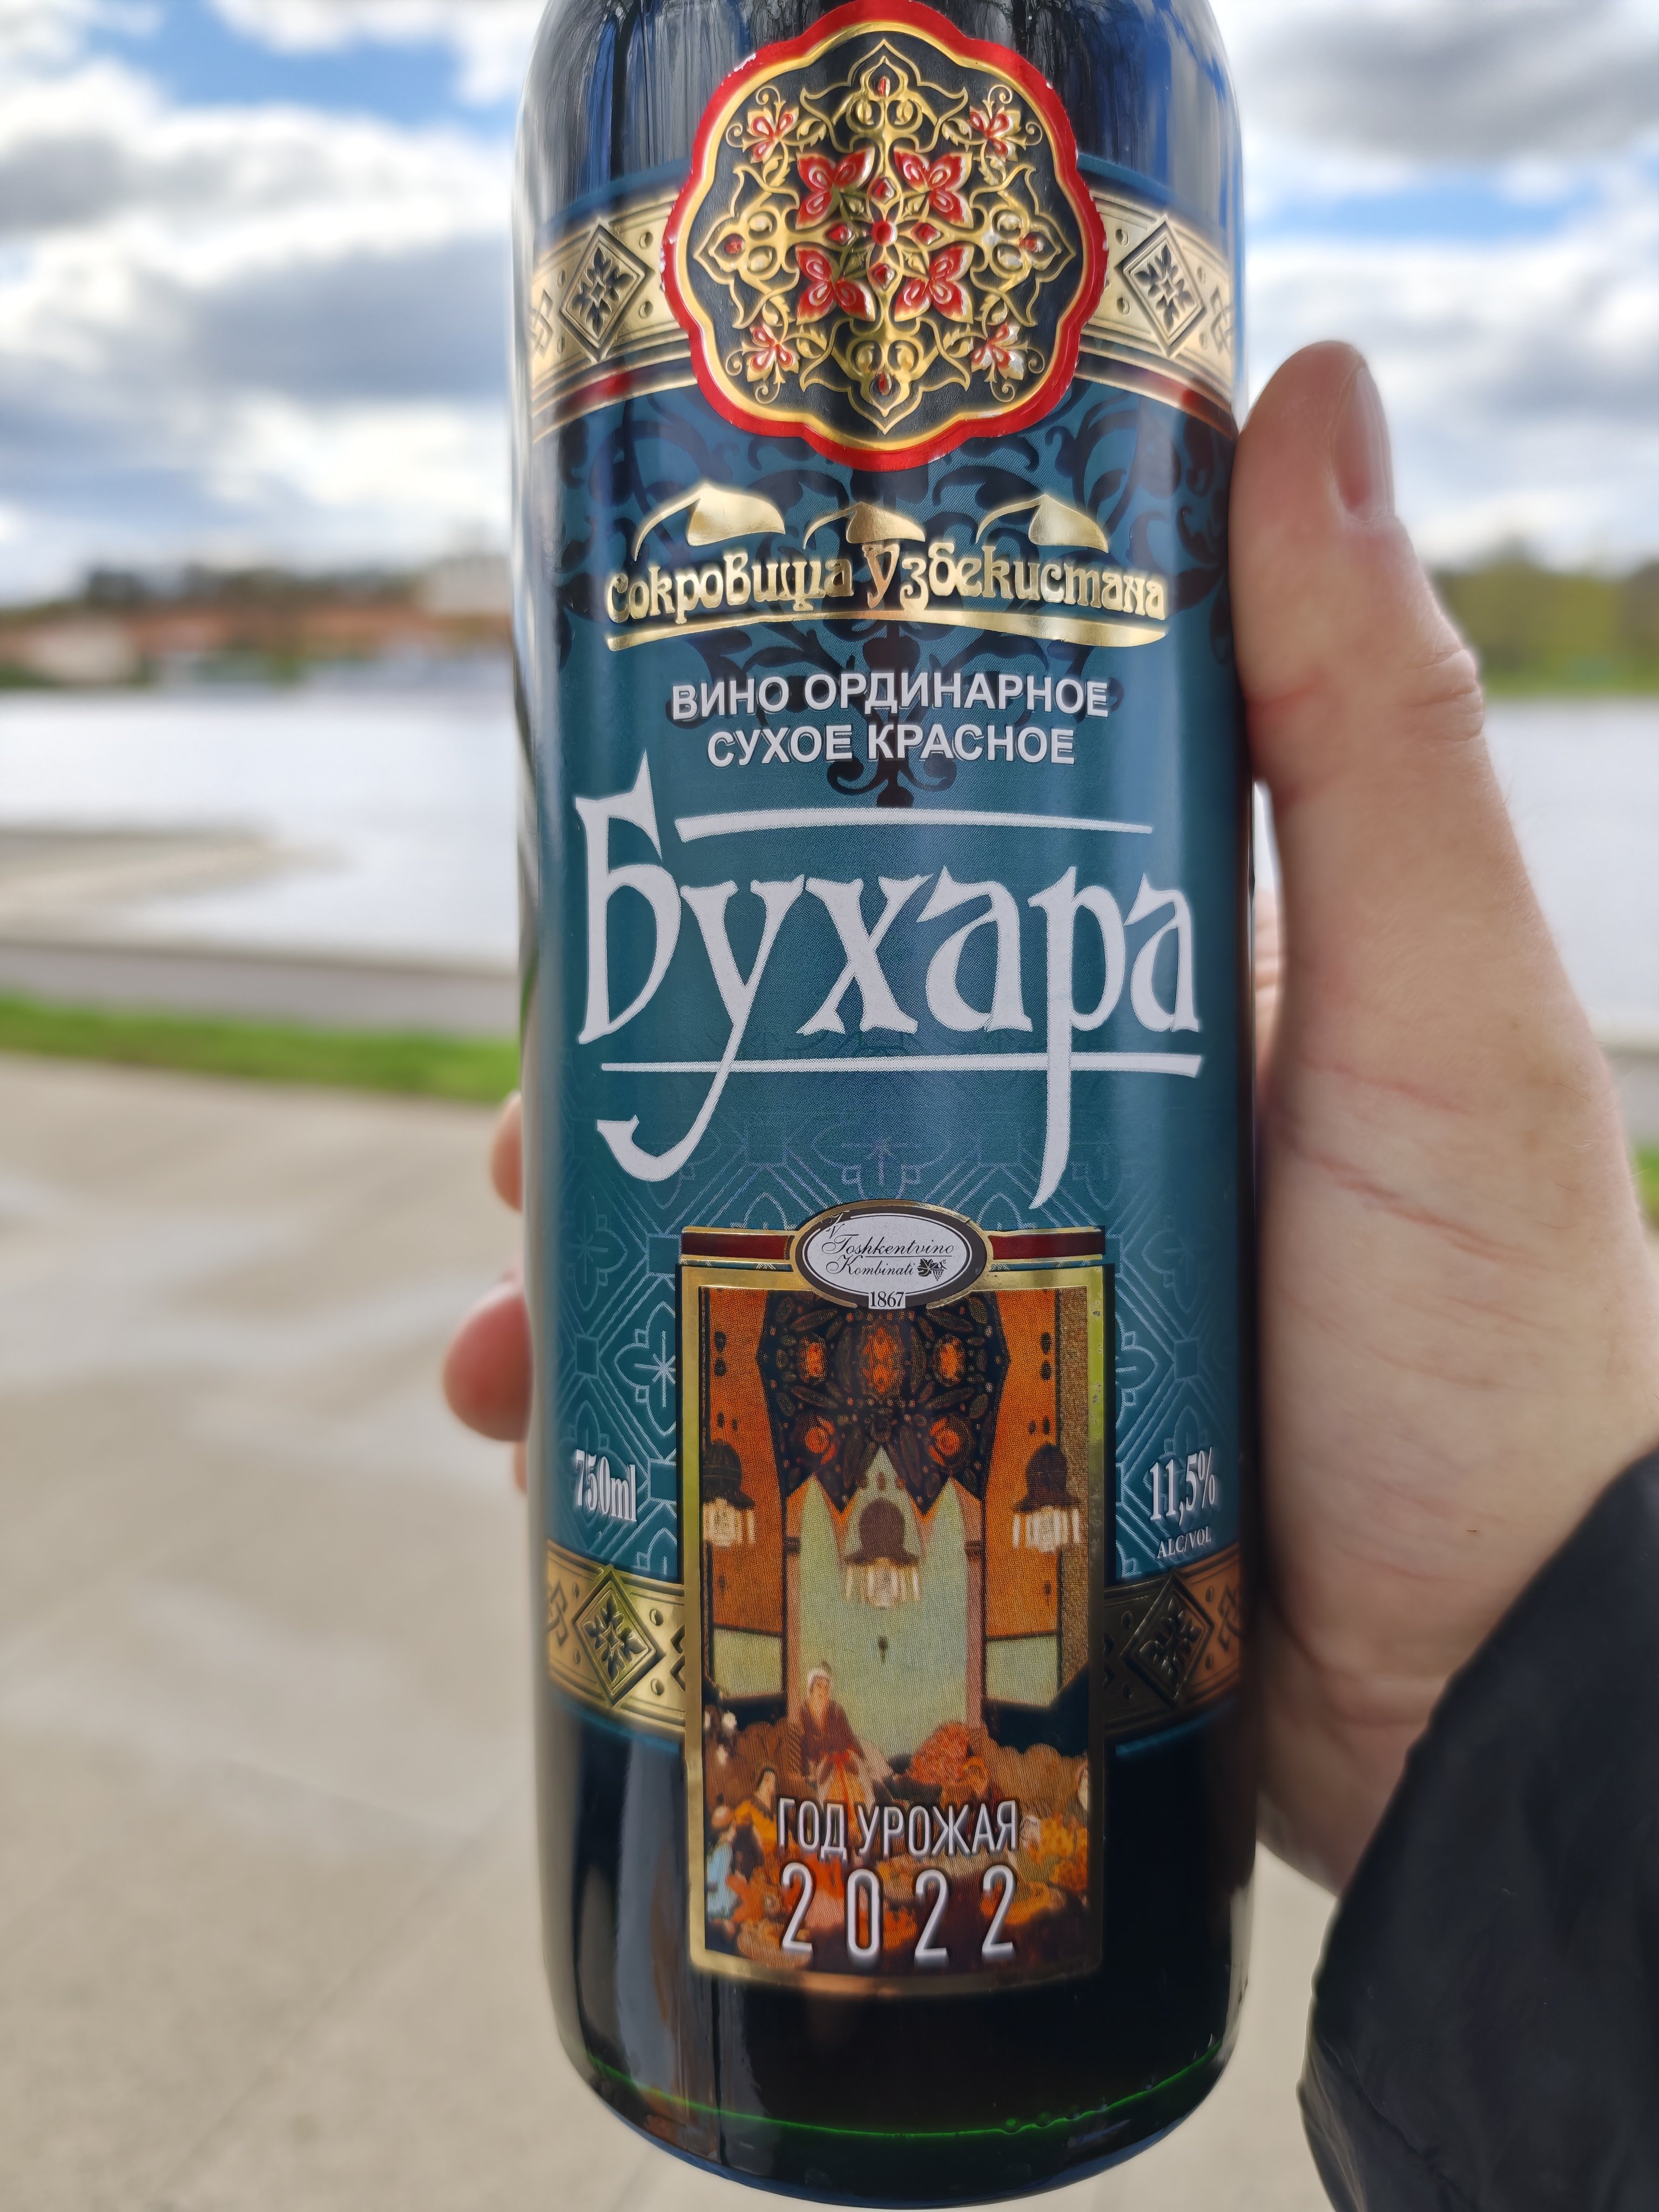 Сокровища Узбекистана
ВИНО ОРДИНАРНОЕ
СУХОЕ КРАСНОЕ
Бухара
Toshkentvino
Kombinati
1867
750ml
11,5%
ALC/VOL
ГОД УРОЖАЯ
2022